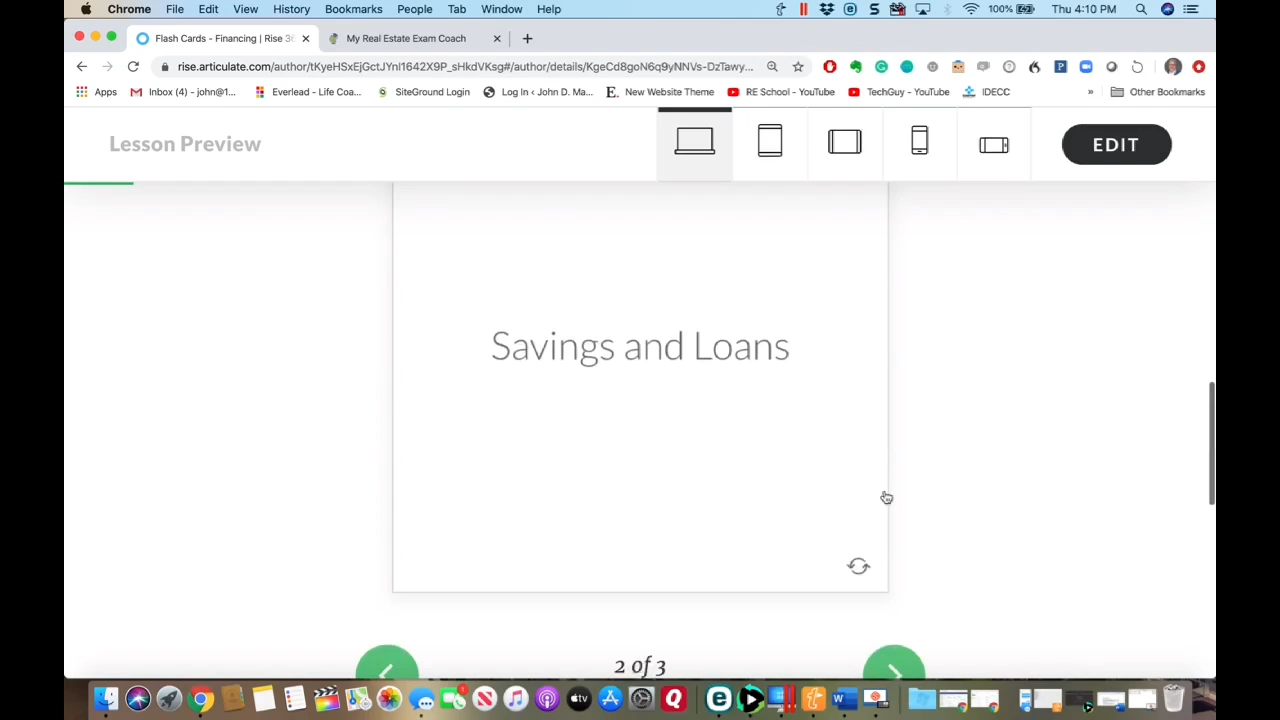 Chrome File Edit View History Bookmarks People Tab Window Help 100% Thu 4:10 PM
Flash Cards - Financing | Rise 36 My Real Estate Exam Coach
rise.articulate.com/author/tKyeHSxEjGctJYnl1642X9P_sHkdVKsg#/author/details/KgeCd8goN6q9yNNVs-DzTawy...
Apps Inbox (4) - john@1... Everlead - Life Coa... SiteGround Login Log In ‹ John D. Ma... New Website Theme RE School - YouTube TechGuy - YouTube IDECC » Other Bookmarks
Lesson Preview
EDIT
Savings and Loans
2 of 3